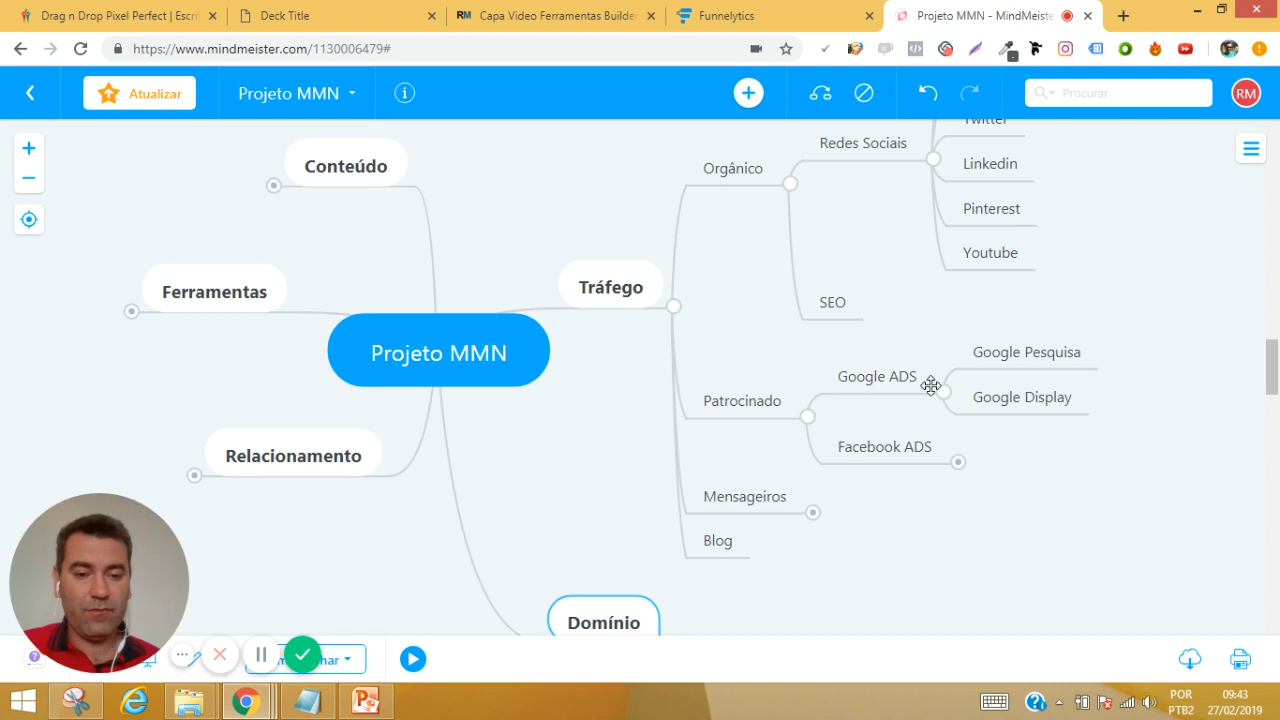 Drag n Drop Pixel Perfect | Escri
Deck Title
RM Capa Video Ferramentas Builde
Funnelytics
Projeto MMN - MindMeiste
https://www.mindmeister.com/1130006479#
Atualizar
Projeto MMN
Procurar
RM
Conteúdo
Ferramentas
Projeto MMN
Relacionamento
Tráfego
Domínio
Orgânico
Redes Sociais
Twitter
Linkedin
Pinterest
Youtube
SEO
Patrocinado
Google ADS
Google Pesquisa
Google Display
Facebook ADS
Mensageiros
Blog
POR
PTB2
09:43
27/02/2019